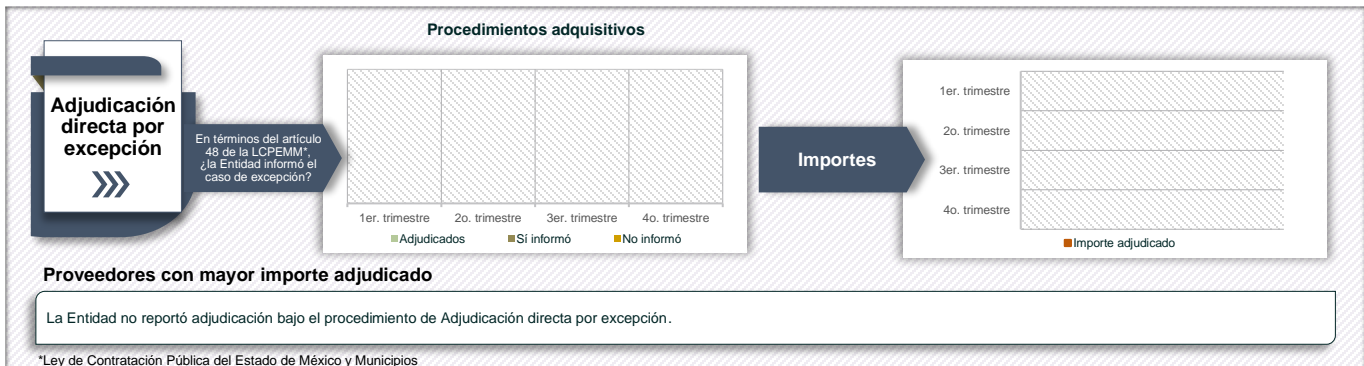 Procedimientos adquisitivos
Adjudicación
directa por
excepción
En términos del artículo
48 de la LCPEMM*,
¿la Entidad informó el
caso de excepción?
1er. trimestre 2o. trimestre 3er. trimestre 4o. trimestre
Adjudicados Sí informó No informó
Importes
1er. trimestre
2o. trimestre
3er. trimestre
4o. trimestre
Importe adjudicado
Proveedores con mayor importe adjudicado
La Entidad no reportó adjudicación bajo el procedimiento de Adjudicación directa por excepción.
*Ley de Contratación Pública del Estado de México y Municipios